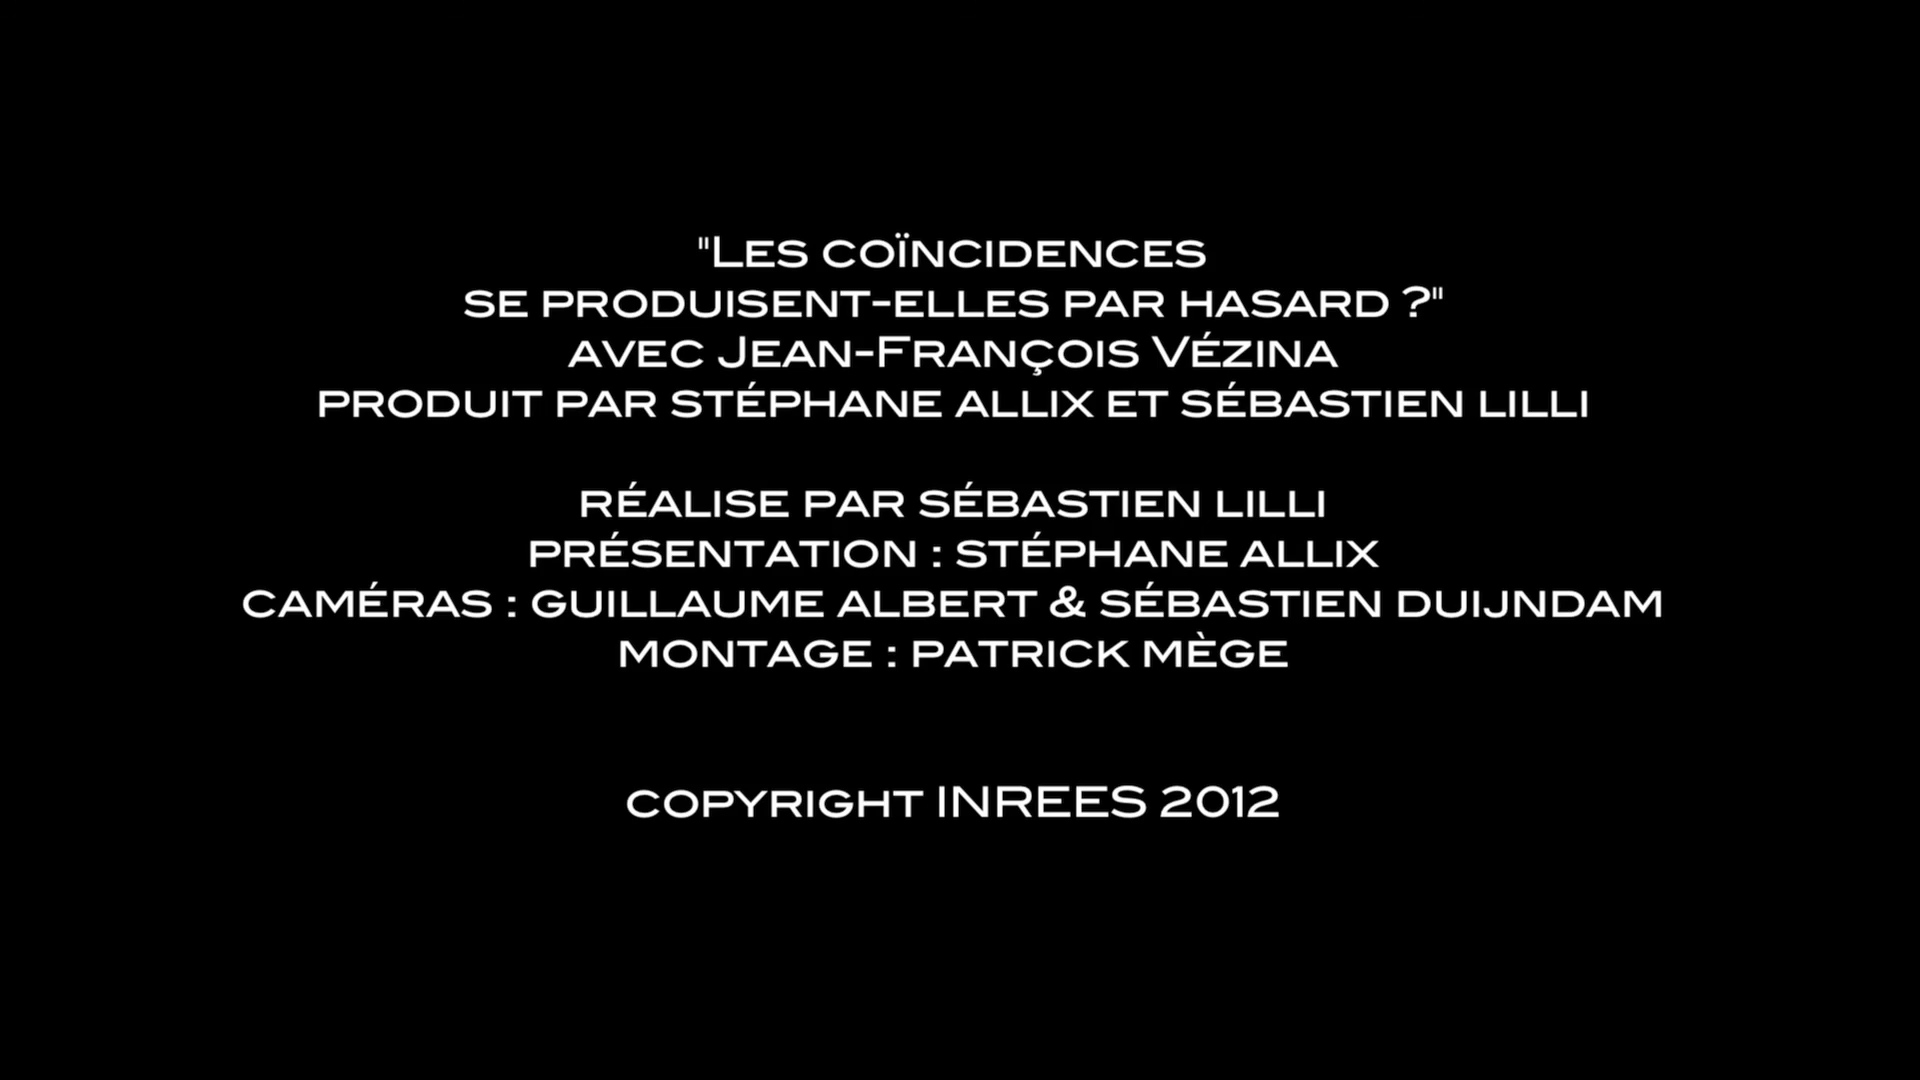 "Les coïncidences
se produisent-elles par hasard ?"
avec Jean-François Vézina
produit par stéphane allix et sébastien lilli
réalise par sébastien lilli
présentation : stéphane allix
caméras : guillaume albert & sébastien duijndam
montage : patrick mège
copyright INREES 2012